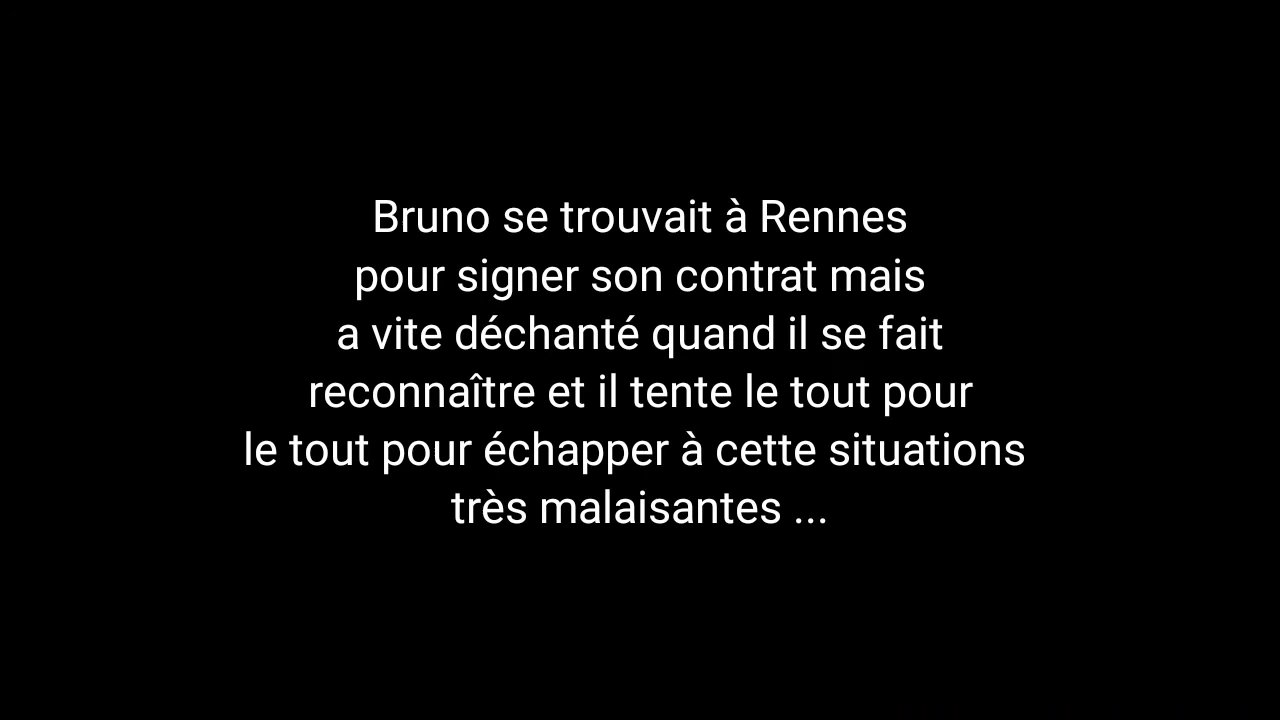 Bruno se trouvait à Rennes
pour signer son contrat mais
a vite déchanté quand il se fait
reconnaître et il tente le tout pour
le tout pour échapper à cette situations
très malaisantes ...